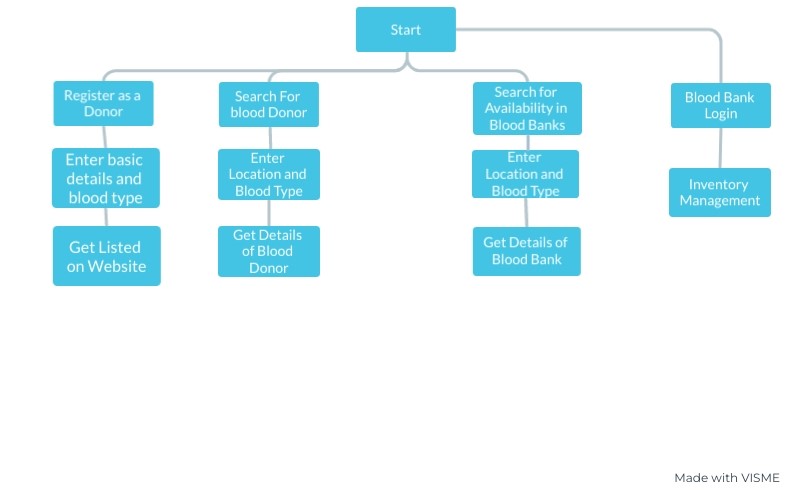 Start
Register as a
Donor
Search For
blood Donor
Search for
Availability in
Blood Banks
Blood Bank
Login
Enter basic
details and
blood type
Enter
Location and
Blood Type
Enter
Location and
Blood Type
Inventory
Management
Get Listed
on Website
Get Details
of Blood
Donor
Get Details of
Blood Bank
Made with VISME